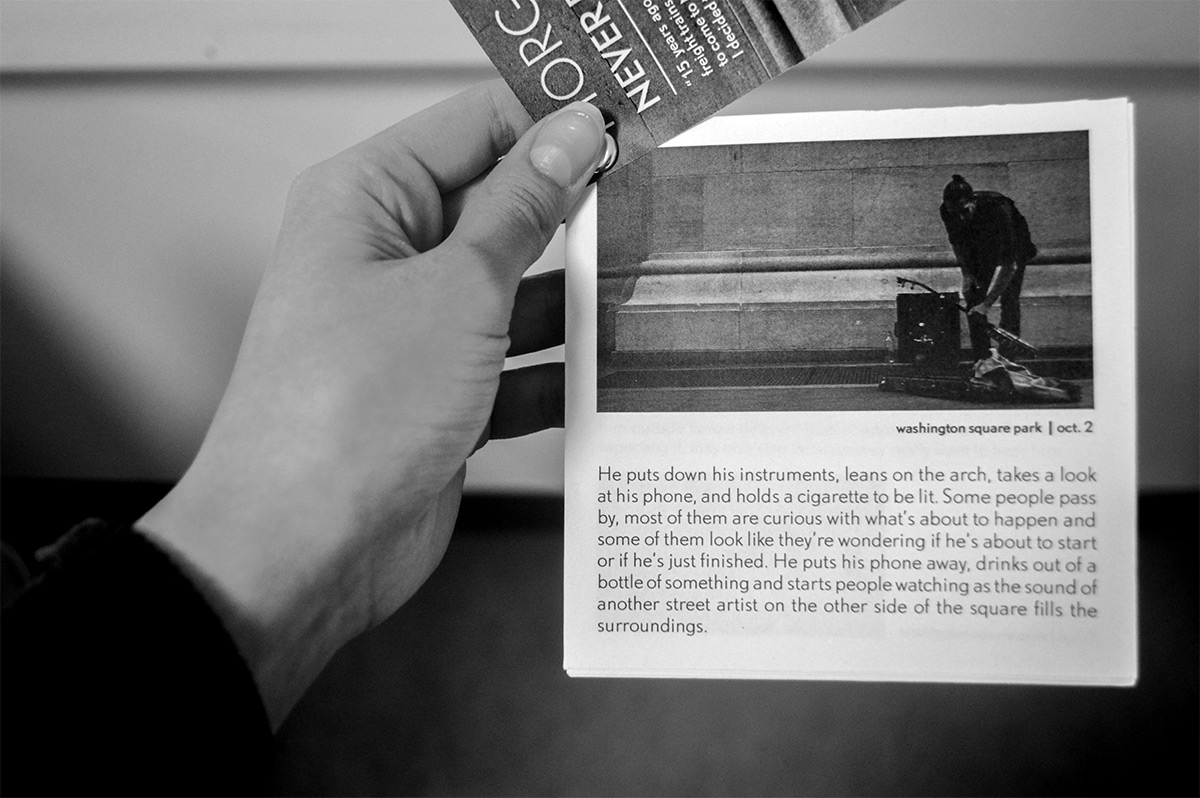 NEVER
"15 years ago
freight trains
to come to
I decided
washington square park | oct. 2
He puts down his instruments, leans on the arch, takes a look
at his phone, and holds a cigarette to be lit. Some people pass
by, most of them are curious with what's about to happen and
some of them look like they're wondering if he's about to start
or if he's just finished. He puts his phone away, drinks out of a
bottle of something and starts people watching as the sound of
another street artist on the other side of the square fills the
surroundings.